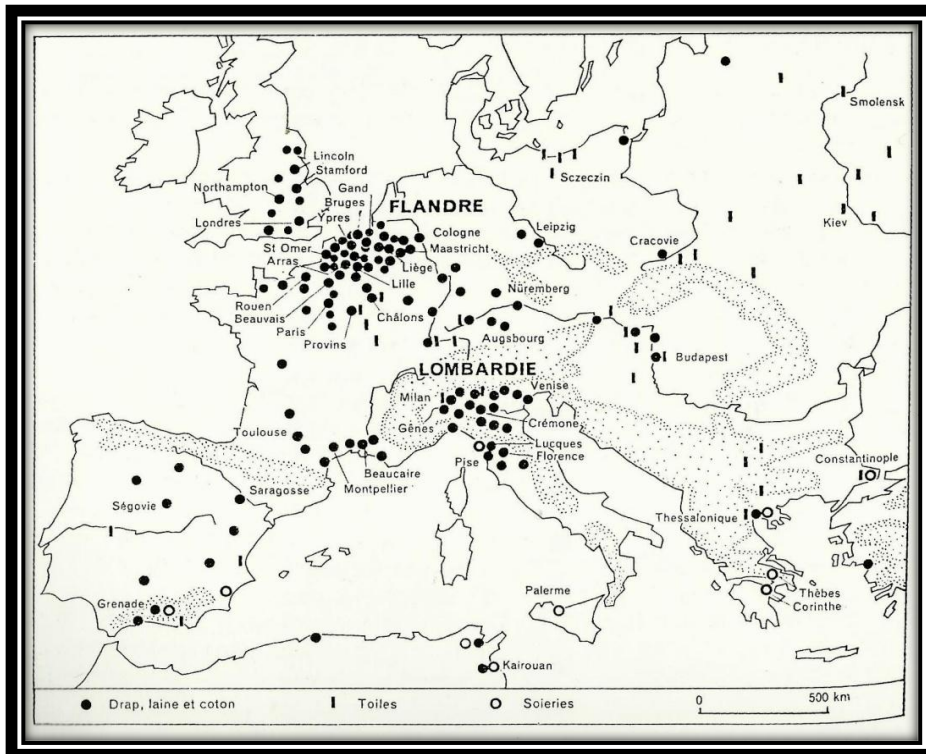 Smolensk
Lincoln
Stamford
Northampton
Gand
Bruges
FLANDRE
Sczeczin
Londres
Ypres
Kiev
Cologne
Leipzig
St Omer
Maastricht
Cracovie
Arras
Liège
Lille
Nüremberg
Rouen
Beauvais
Châlons
Paris
Provins
Augsbourg
Budapest
LOMBARDIE
Milan
Venise
Crémone
Toulouse
Gênes
Lucques
Florence
Constantinople
Beaucaire
Pise
Saragosse
Montpellier
Ségovie
Thessalonique
Palerme
Thèbes
Grenade
Corinthe
Kairouan
Drap, laine et coton
Toiles
Soieries
0 500 km